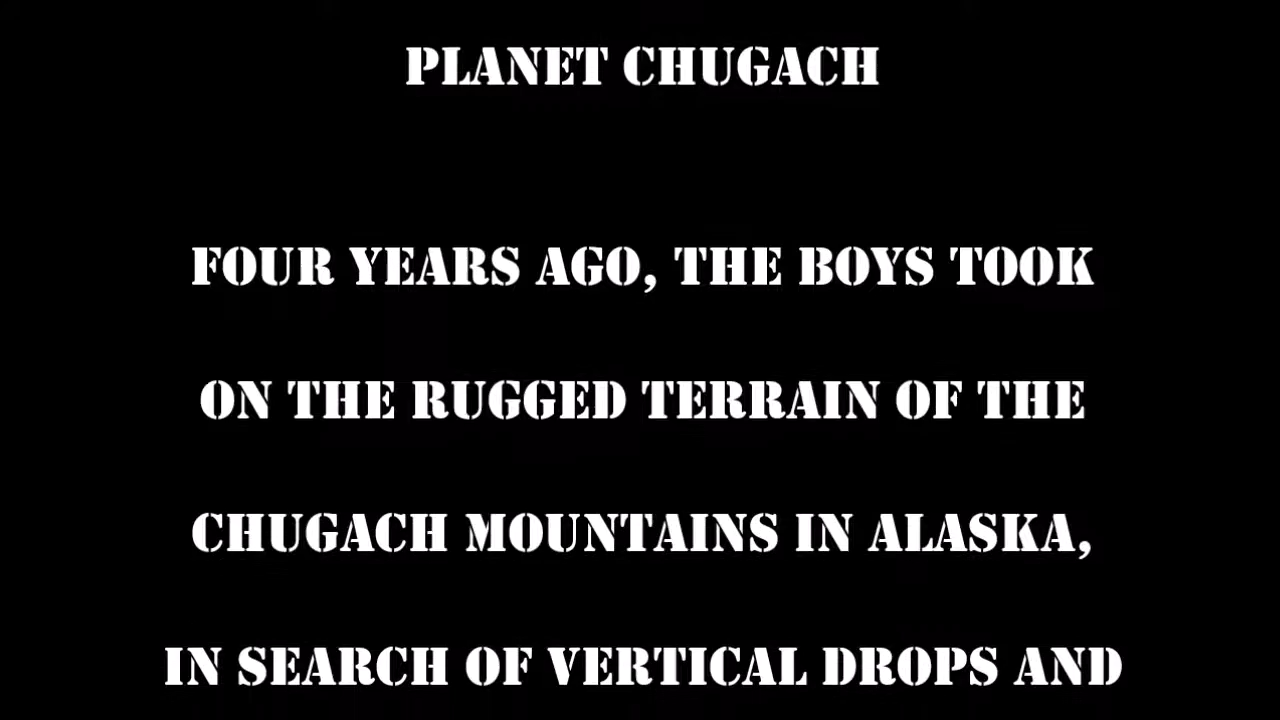 PLANET CHUGACH
FOUR YEARS AGO, THE BOYS TOOK
ON THE RUGGED TERRAIN OF THE
CHUGACH MOUNTAINS IN ALASKA,
IN SEARCH OF VERTICAL DROPS AND